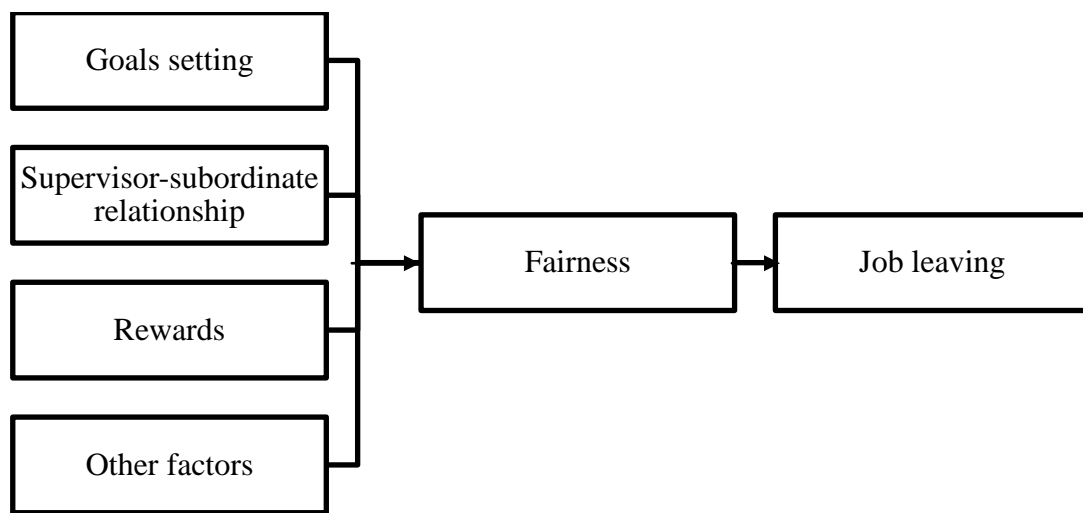 Goals setting
Supervisor-subordinate
relationship
Fairness
Job leaving
Rewards
Other factors